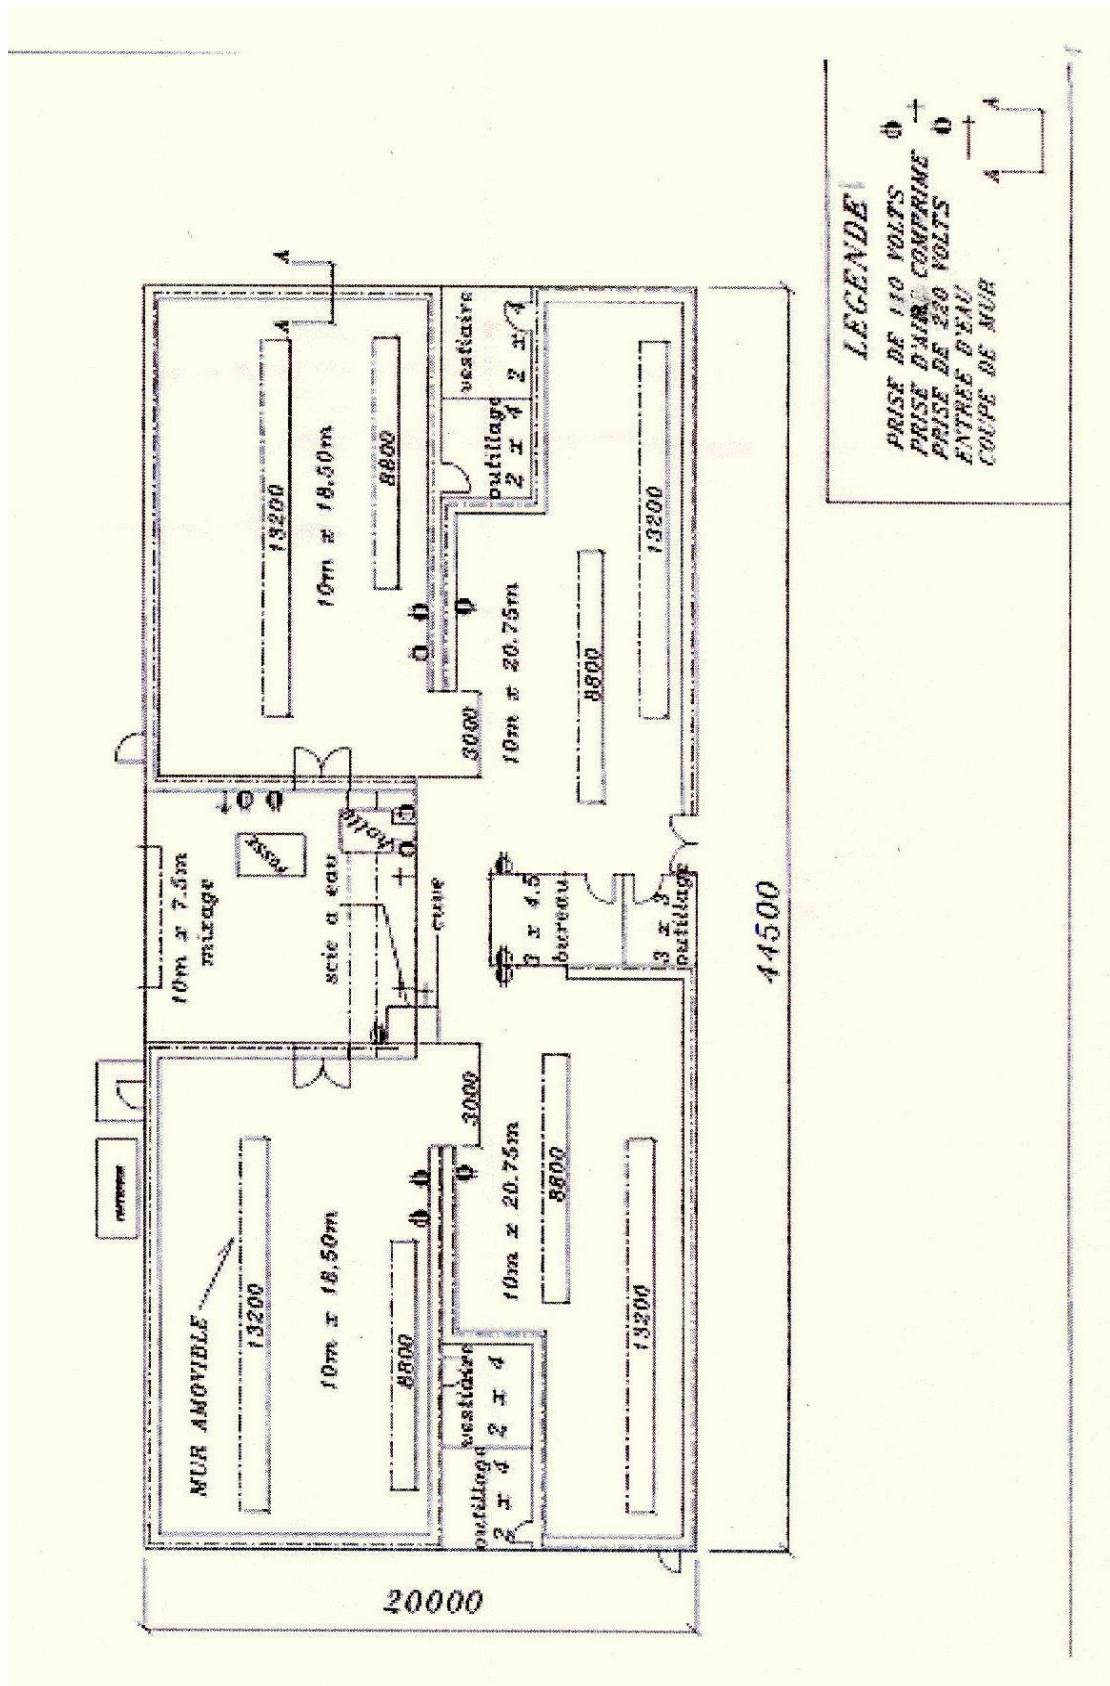 10m x 7.5m
mixage
fosse
scie a eau
hotte
cuve
MUR AMOVIBLE
13200
10m x 18.50m
8800
3000
outillage
2 x 4
vestiaire
2 x 4
10m x 20.75m
8800
13200
3 x 4.5
bureau
3 x 3
outillage
13200
10m x 18.50m
8800
3000
outillage
2 x 4
vestiaire
2 x 4
10m x 20.75m
8800
13200
A
A
20000
44500
LEGENDE
PRISE DE 110 VOLTS
PRISE D'AIR COMPRIME
PRISE DE 220 VOLTS
ENTREE D'EAU
COUPE DE MUR
A
A